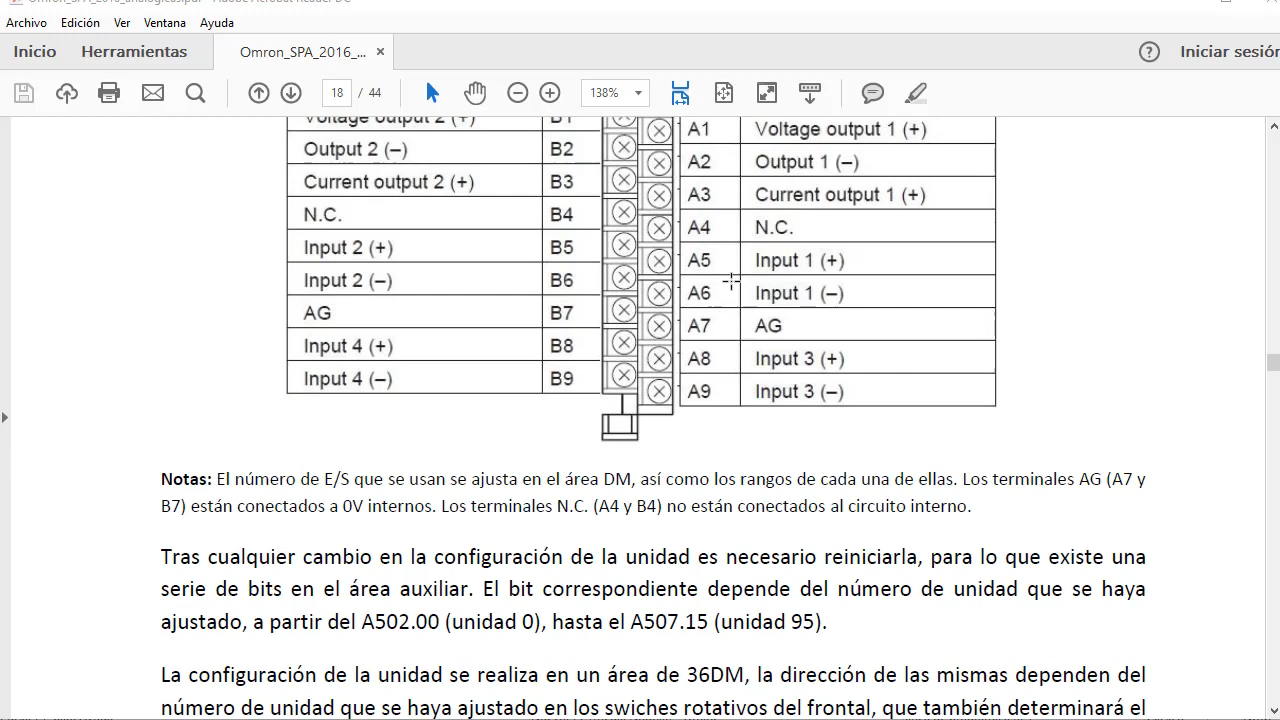 Archivo Edición Ver Ventana Ayuda
Inicio Herramientas Omron_SPA_2016_... × ? Iniciar sesión
18 / 44 138%
Voltage output 2 (+) B1
Output 2 (–) B2
Current output 2 (+) B3
N.C. B4
Input 2 (+) B5
Input 2 (–) B6
AG B7
Input 4 (+) B8
Input 4 (–) B9
A1 Voltage output 1 (+)
A2 Output 1 (–)
A3 Current output 1 (+)
A4 N.C.
A5 Input 1 (+)
A6 Input 1 (–)
A7 AG
A8 Input 3 (+)
A9 Input 3 (–)
Notas: El número de E/S que se usan se ajusta en el área DM, así como los rangos de cada una de ellas. Los terminales AG (A7 y
B7) están conectados a 0V internos. Los terminales N.C. (A4 y B4) no están conectados al circuito interno.
Tras cualquier cambio en la configuración de la unidad es necesario reiniciarla, para lo que existe una
serie de bits en el área auxiliar. El bit correspondiente depende del número de unidad que se haya
ajustado, a partir del A502.00 (unidad 0), hasta el A507.15 (unidad 95).
La configuración de la unidad se realiza en un área de 36DM, la dirección de las mismas dependen del
número de unidad que se haya ajustado en los swiches rotativos del frontal, que también determinará el